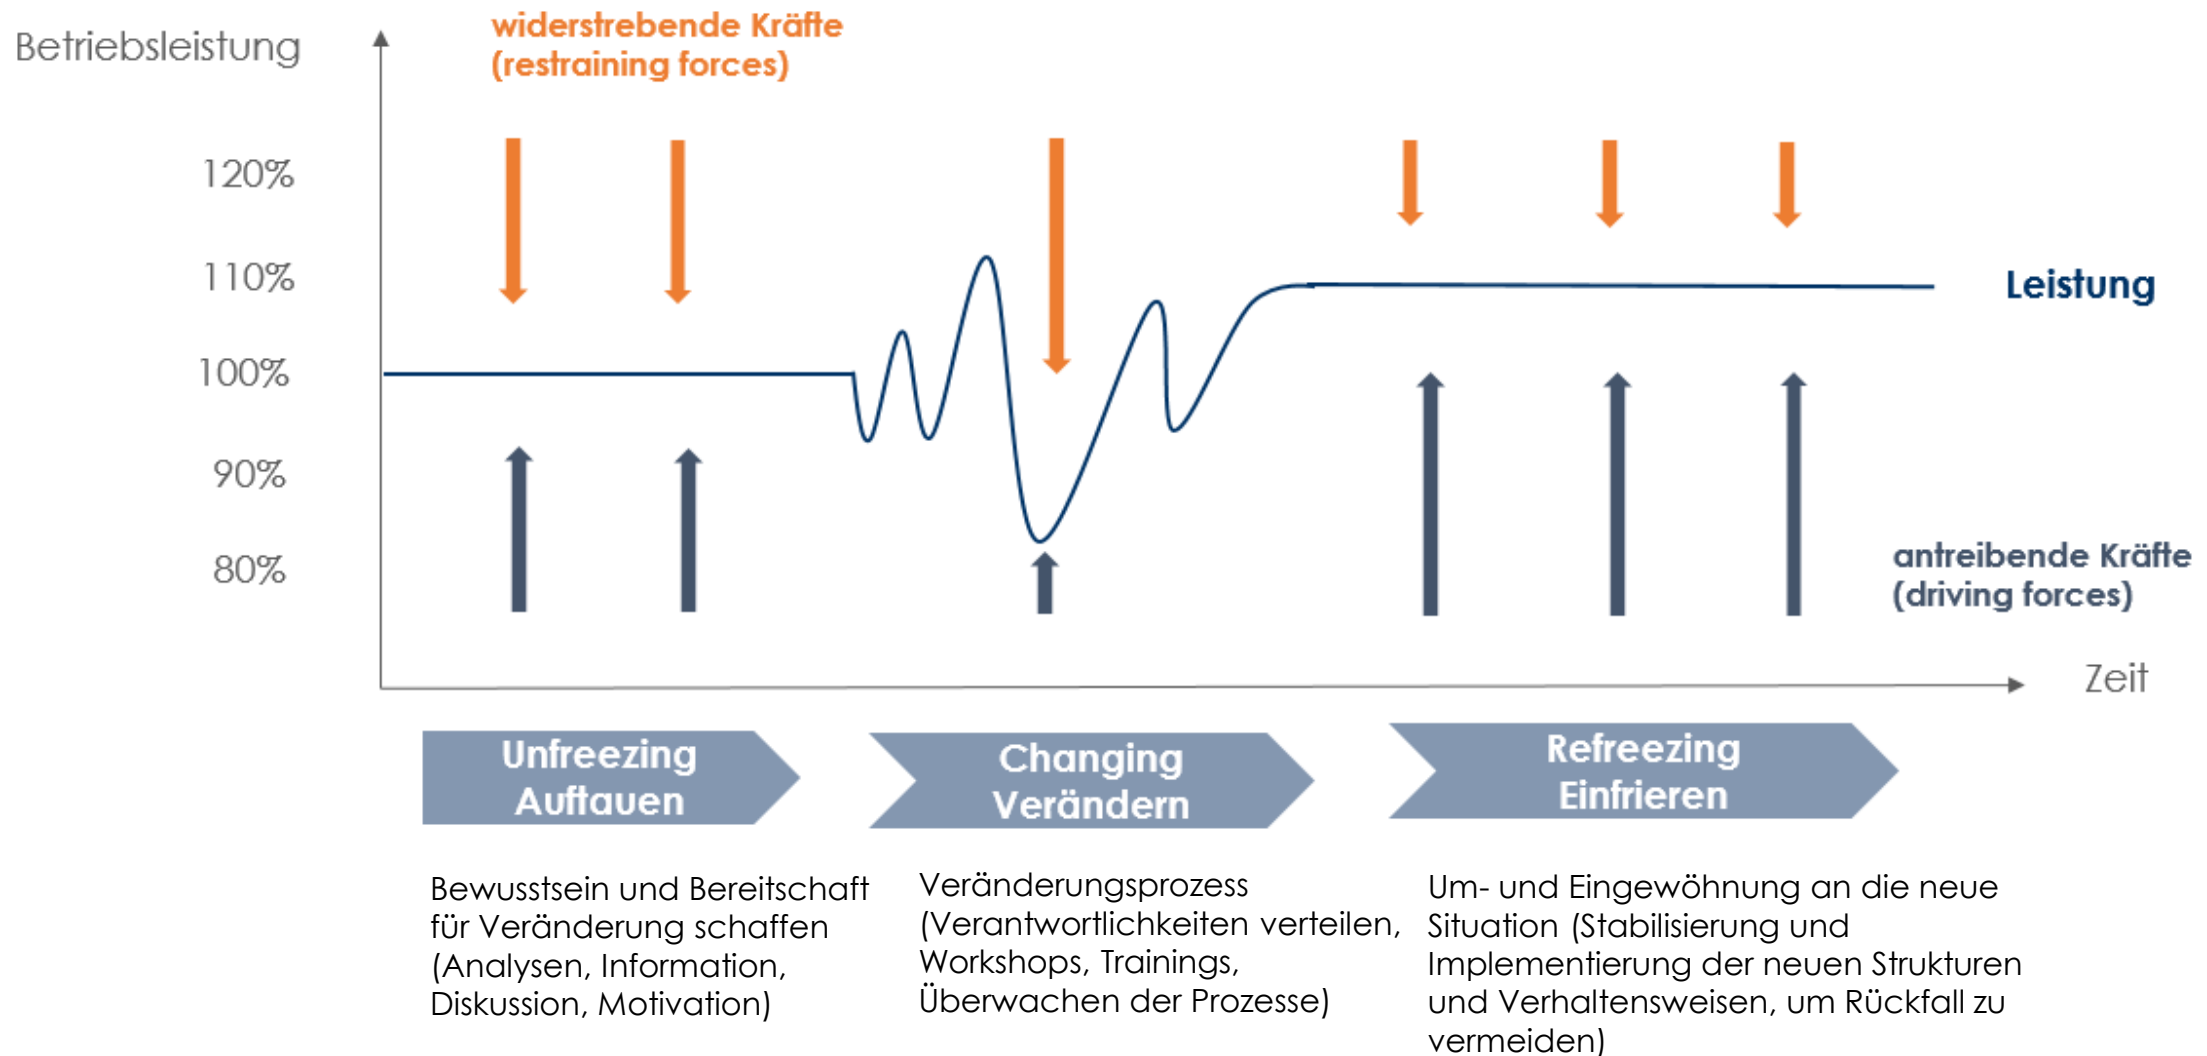 widerstrebende Kräfte
(restraining forces)
Betriebsleistung
120%
110%
100%
90%
80%
Leistung
antreibende Kräfte
(driving forces)
Zeit
Unfreezing
Auftauen
Changing
Verändern
Refreezing
Einfrieren
Bewusstsein und Bereitschaft
für Veränderung schaffen
(Analysen, Information,
Diskussion, Motivation)
Veränderungsprozess
(Verantwortlichkeiten verteilen,
Workshops, Trainings,
Überwachen der Prozesse)
Um- und Eingewöhnung an die neue
Situation (Stabilisierung und
Implementierung der neuen Strukturen
und Verhaltensweisen, um Rückfall zu
vermeiden)